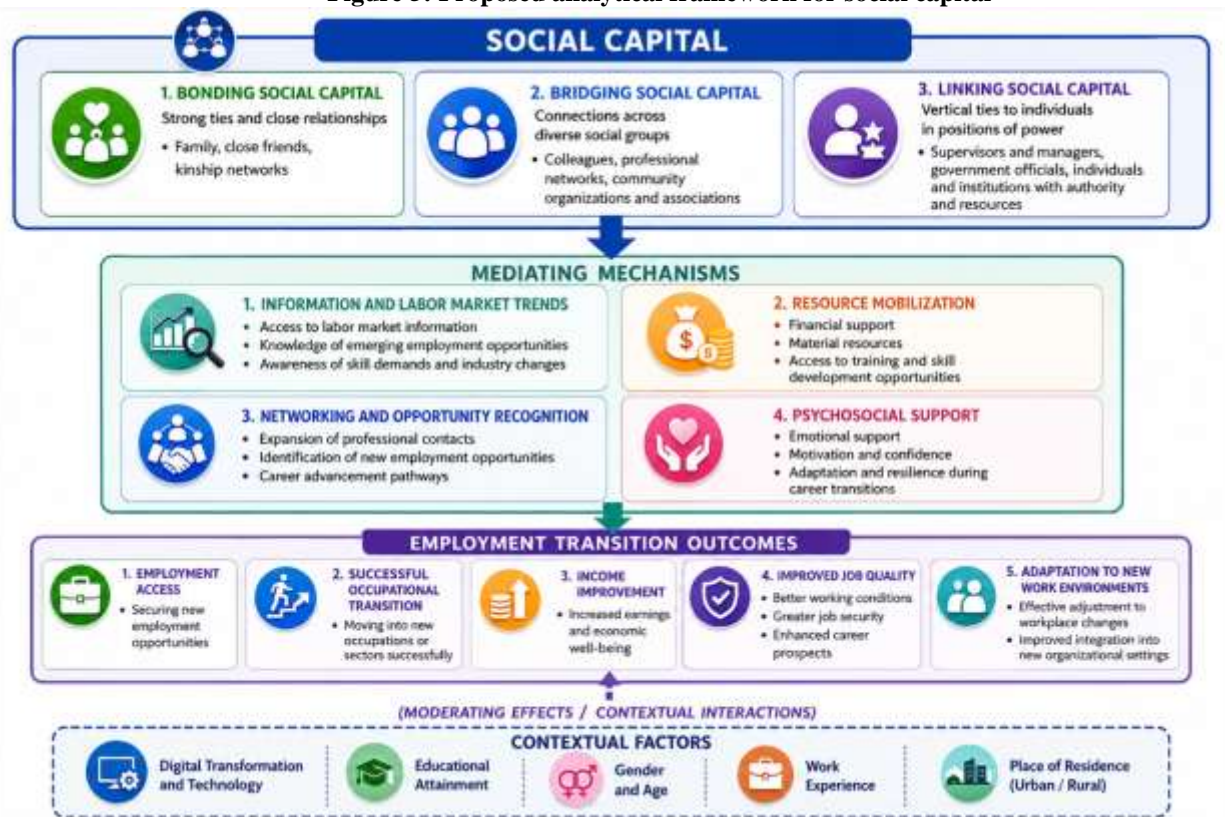 Figure 3: Proposed analytical framework for social capital
SOCIAL CAPITAL
1. BONDING SOCIAL CAPITAL
Strong ties and close relationships
• Family, close friends,
kinship networks
2. BRIDGING SOCIAL CAPITAL
Connections across
diverse social groups
• Colleagues, professional
networks, community
organizations and associations
3. LINKING SOCIAL CAPITAL
Vertical ties to individuals
in positions of power
• Supervisors and managers,
government officials, individuals
and institutions with authority
and resources
MEDIATING MECHANISMS
1. INFORMATION AND LABOR MARKET TRENDS
• Access to labor market information
• Knowledge of emerging employment opportunities
• Awareness of skill demands and industry changes
2. RESOURCE MOBILIZATION
• Financial support
• Material resources
• Access to training and skill
development opportunities
3. NETWORKING AND OPPORTUNITY RECOGNITION
• Expansion of professional contacts
• Identification of new employment opportunities
• Career advancement pathways
4. PSYCHOSOCIAL SUPPORT
• Emotional support
• Motivation and confidence
• Adaptation and resilience during
career transitions
EMPLOYMENT TRANSITION OUTCOMES
1. EMPLOYMENT
ACCESS
• Securing new
employment
opportunities
2. SUCCESSFUL
OCCUPATIONAL
TRANSITION
• Moving into new
occupations or
sectors successfully
3. INCOME
IMPROVEMENT
• Increased earnings
and economic
well-being
4. IMPROVED JOB QUALITY
• Better working conditions
• Greater job security
• Enhanced career
prospects
5. ADAPTATION TO NEW
WORK ENVIRONMENTS
• Effective adjustment to
workplace changes
• Improved integration into
new organizational settings
(MODERATING EFFECTS / CONTEXTUAL INTERACTIONS)
CONTEXTUAL FACTORS
Digital Transformation
and Technology
Educational
Attainment
Gender
and Age
Work
Experience
Place of Residence
(Urban / Rural)